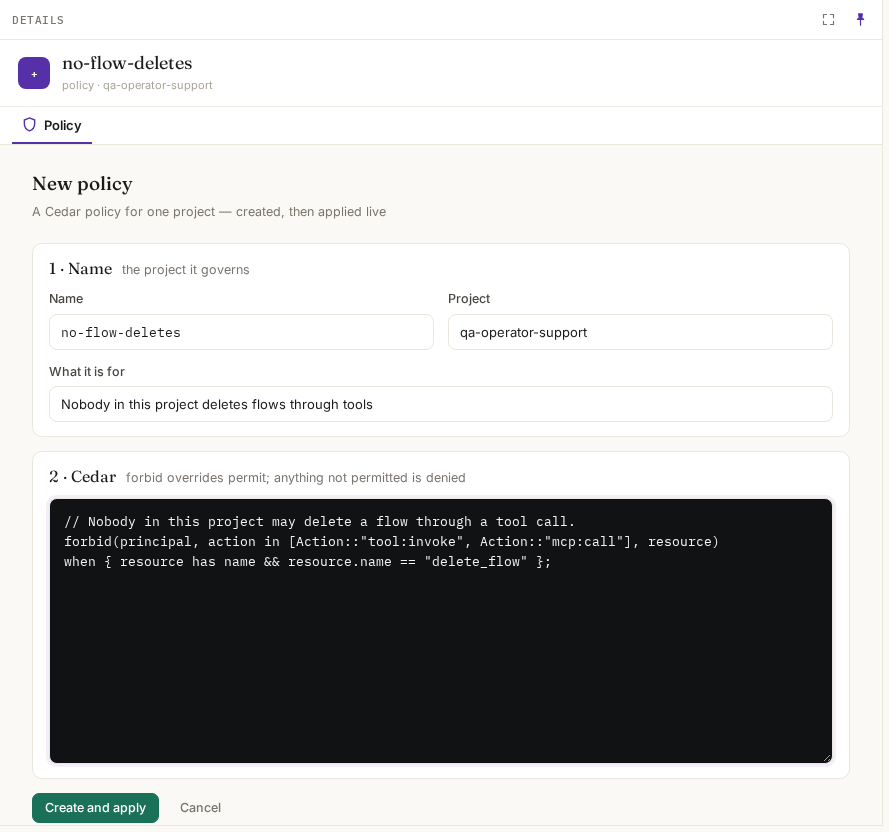 DETAILS
+
no-flow-deletes
policy · qa-operator-support
Policy
New policy
A Cedar policy for one project — created, then applied live
1 · Name the project it governs
Name Project
no-flow-deletes qa-operator-support
What it is for
Nobody in this project deletes flows through tools
2 · Cedar forbid overrides permit; anything not permitted is denied
// Nobody in this project may delete a flow through a tool call.
forbid(principal, action in [Action::"tool:invoke", Action::"mcp:call"], resource)
when { resource has name && resource.name == "delete_flow" };
Create and apply Cancel